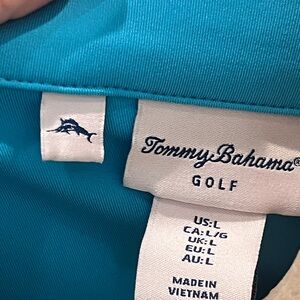 Tommy Bahama®
GOLF
US:L
CA: L/G
UK: L
EU: L
AU: L
MADE IN
VIETNAM